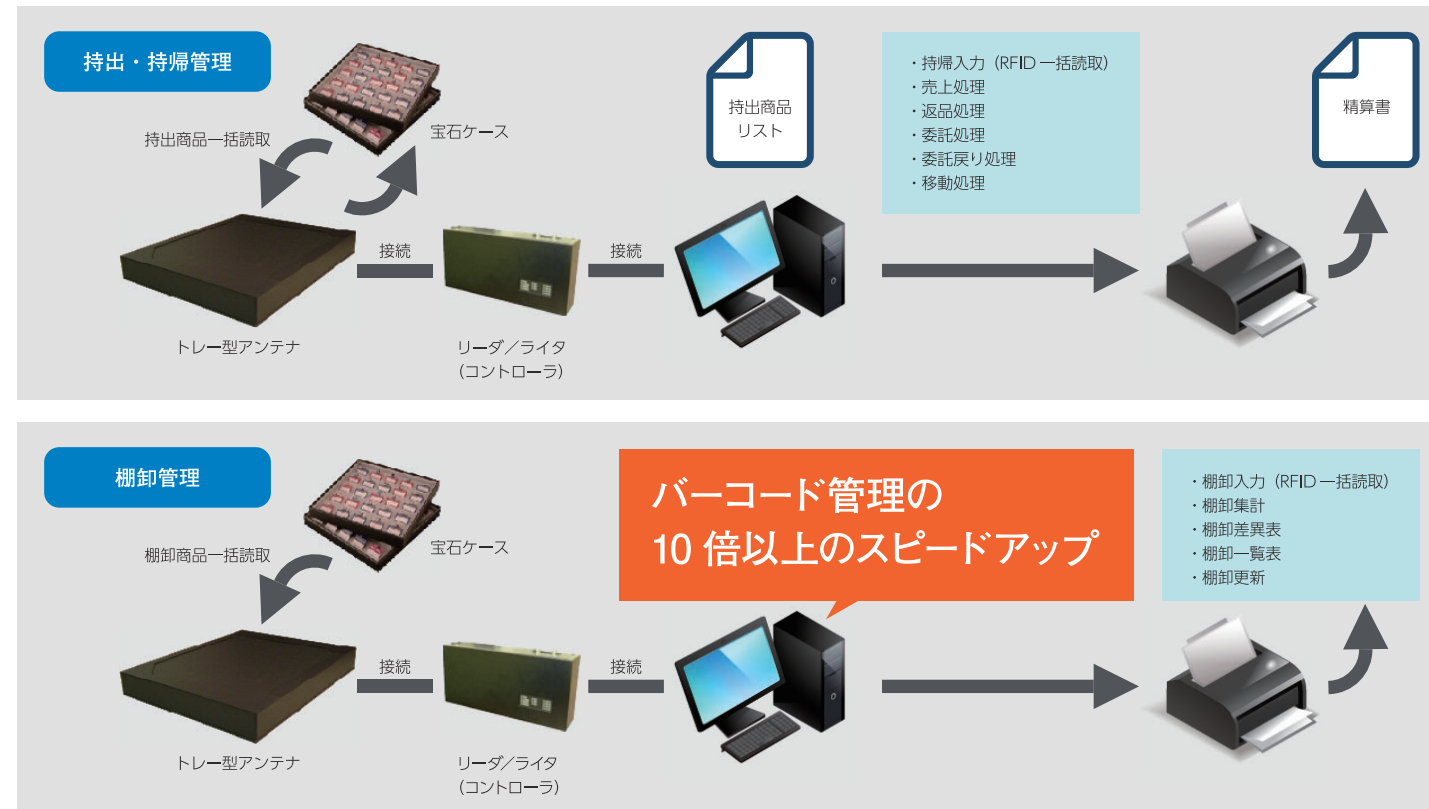 持出・持帰管理
持出商品一括読取
宝石ケース
持出商品
リスト
・持帰入力（RFID 一括読取）
・売上処理
・返品処理
・委託処理
・委託戻り処理
・移動処理
精算書
接続
接続
トレー型アンテナ
リーダ／ライタ
（コントローラ）
棚卸管理
棚卸商品一括読取
宝石ケース
バーコード管理の
10 倍以上のスピードアップ
・棚卸入力（RFID 一括読取）
・棚卸集計
・棚卸差異表
・棚卸一覧表
・棚卸更新
接続
接続
トレー型アンテナ
リーダ／ライタ
（コントローラ）